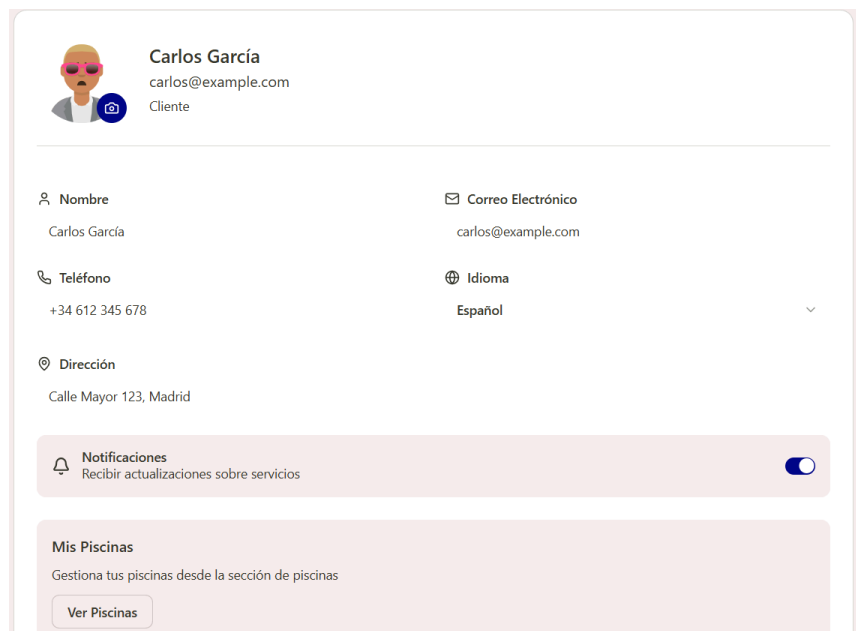 Carlos García
carlos@example.com
Cliente
Nombre
Carlos García
Correo Electrónico
carlos@example.com
Teléfono
+34 612 345 678
Idioma
Español
Dirección
Calle Mayor 123, Madrid
Notificaciones
Recibir actualizaciones sobre servicios
Mis Piscinas
Gestiona tus piscinas desde la sección de piscinas
Ver Piscinas